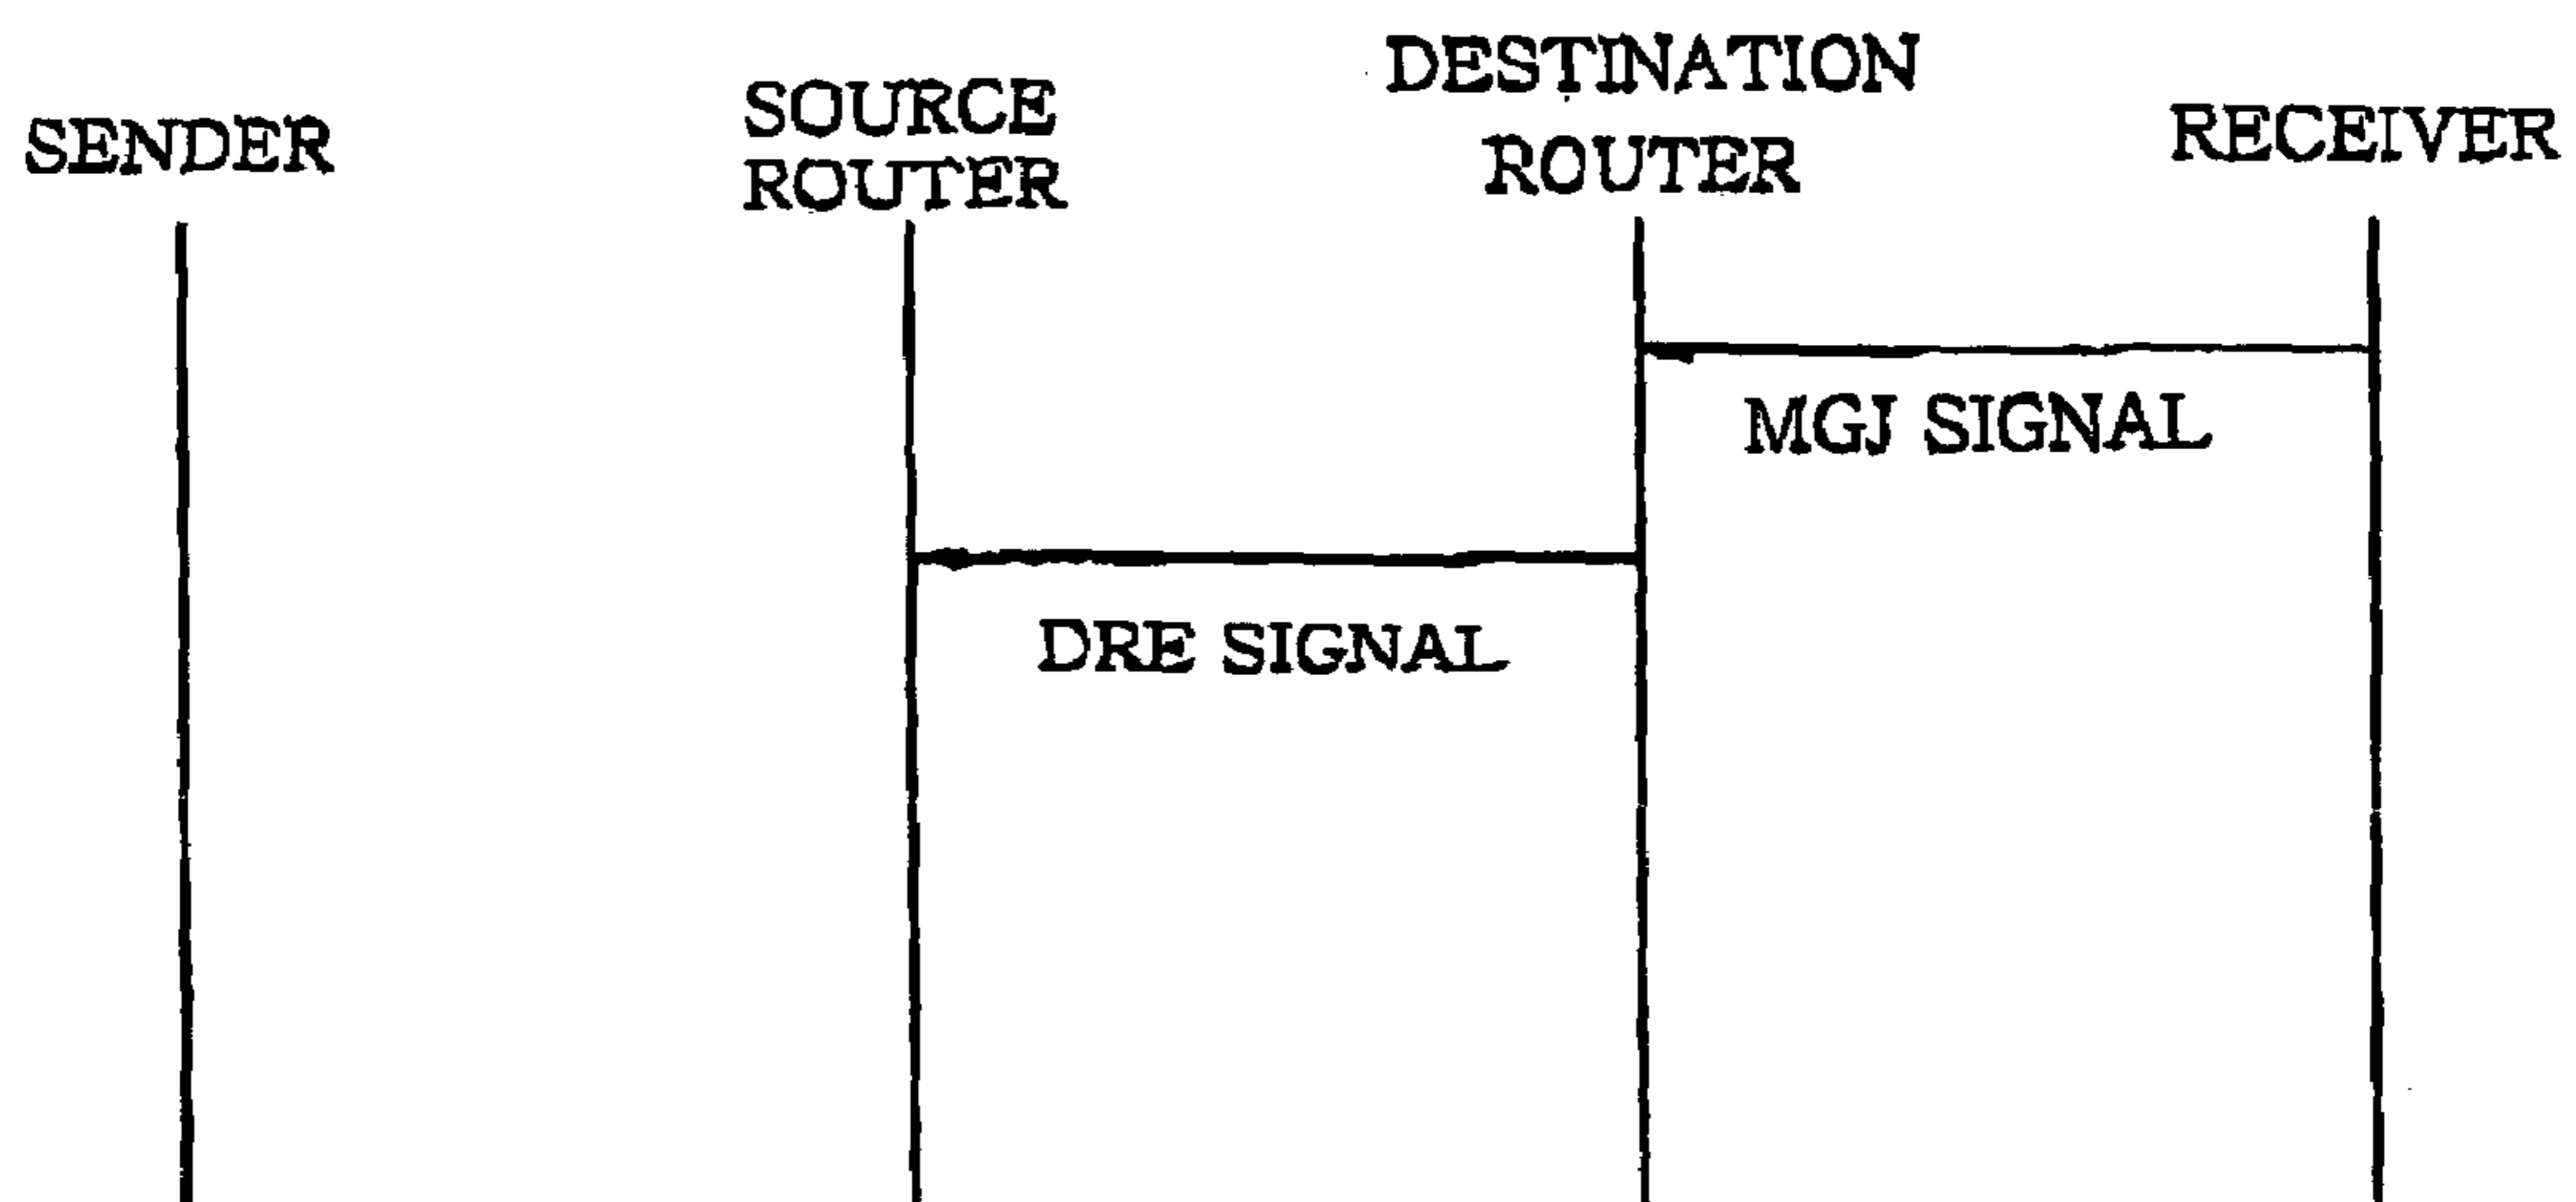 SENDER
SOURCE
ROUTER
DESTINATION
ROUTER
RECEIVER
MGJ SIGNAL
DRE SIGNAL